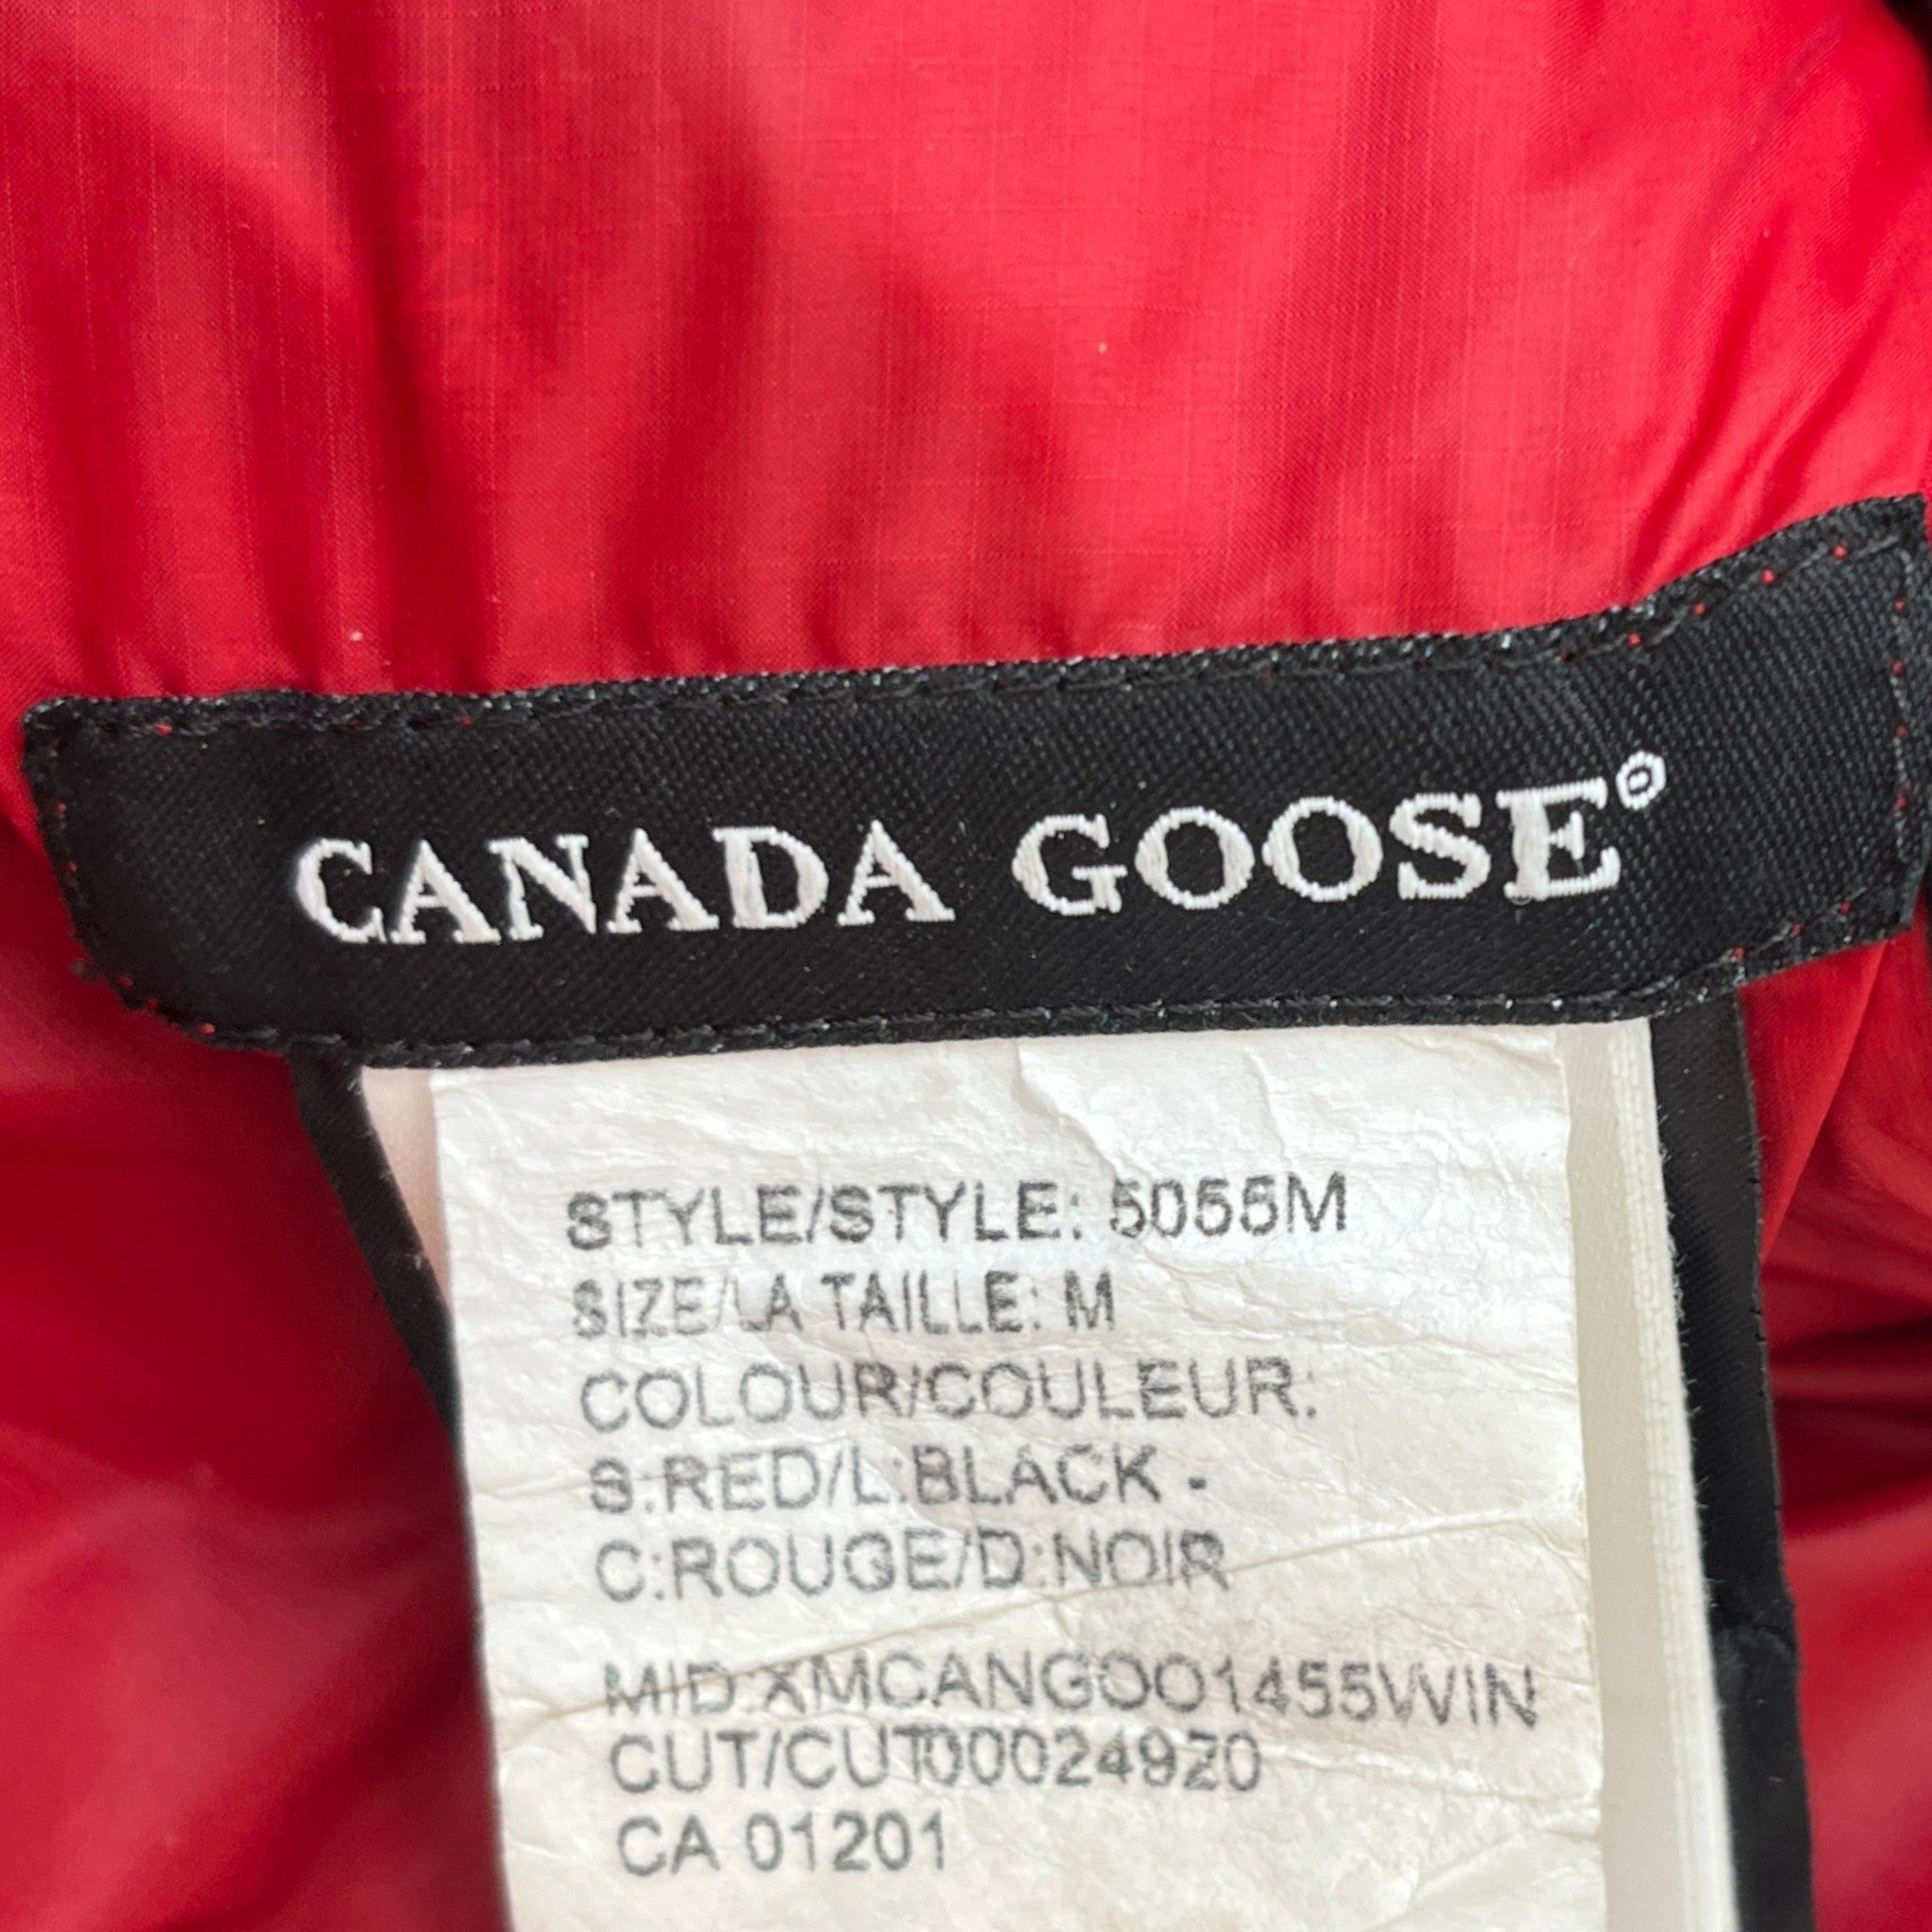 CANADA GOOSE®
STYLE/STYLE: 5055M
SIZE/LA TAILLE: M
COLOUR/COULEUR:
S:RED/L:BLACK -
C:ROUGE/D:NOIR
MID:XMCANGOO1455WIN
CUT/CUT00024920
CA 01201